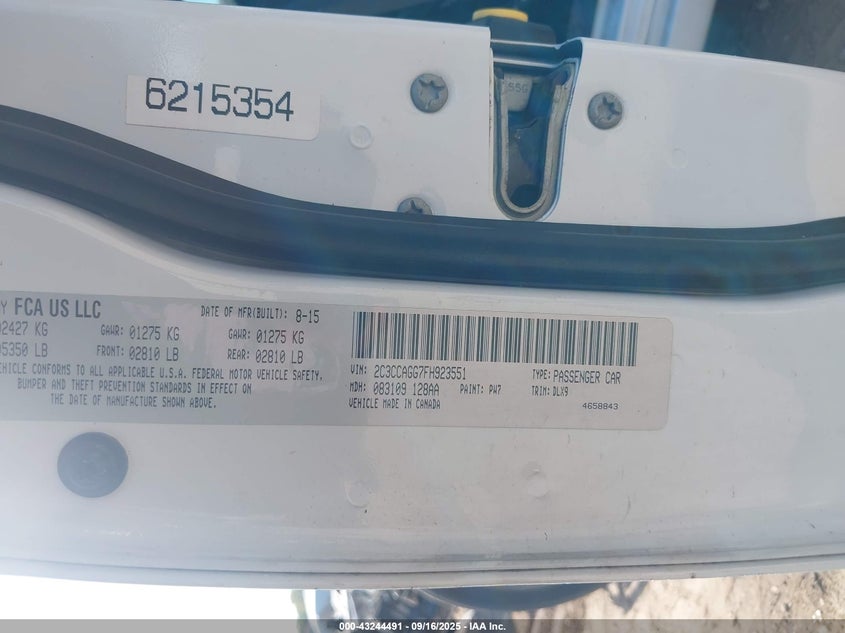 556
6215354
Y FCA US LLC
DATE OF MFR(BUILT): 8-15
02427 KG GAWR: 01275 KG GAWR: 01275 KG
05350 LB FRONT: 02810 LB REAR: 02810 LB
VEHICLE CONFORMS TO ALL APPLICABLE U.S.A. FEDERAL MOTOR VEHICLE SAFETY,
BUMPER AND THEFT PREVENTION STANDARDS IN EFFECT ON
THE DATE OF MANUFACTURE SHOWN ABOVE.
VIN: 2C3CCAGG7FH923551 TYPE: PASSENGER CAR
MDH: 083109 128AA PAINT: PW7 TRIM: DLX9
VEHICLE MADE IN CANADA 4658843
000-43244491 - 09/16/2025 - IAA Inc.